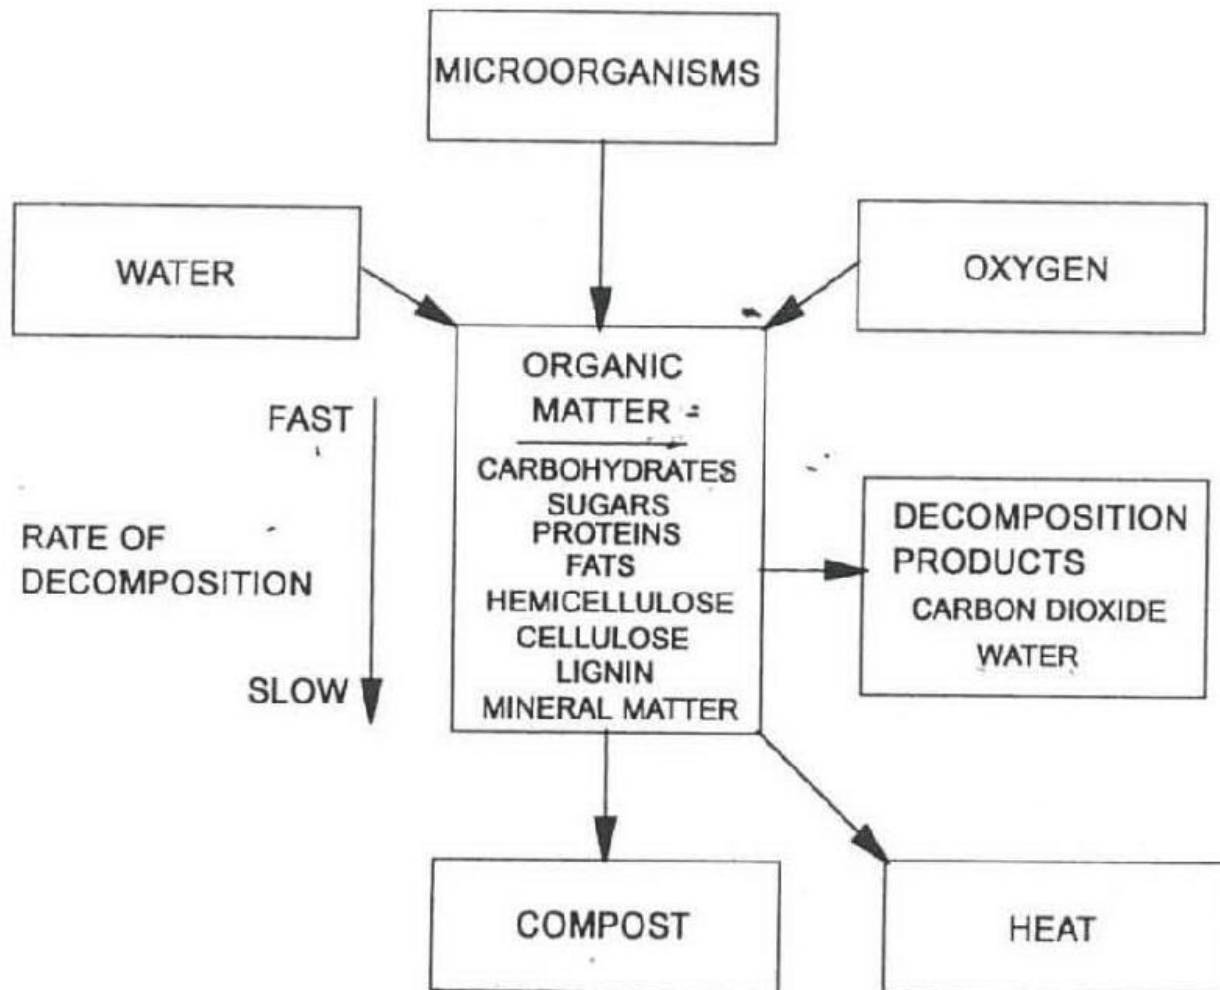 MICROORGANISMS
WATER
OXYGEN
ORGANIC
MATTER
CARBOHYDRATES
SUGARS
PROTEINS
FATS
HEMICELLULOSE
CELLULOSE
LIGNIN
MINERAL MATTER
FAST
RATE OF
DECOMPOSITION
SLOW
DECOMPOSITION
PRODUCTS
CARBON DIOXIDE
WATER
COMPOST
HEAT